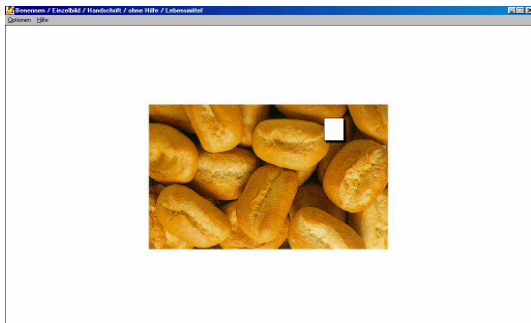 Benennen / Einzelbild / Handschrift / ohne Hilfe / Lebensmittel
Optionen Hilfe